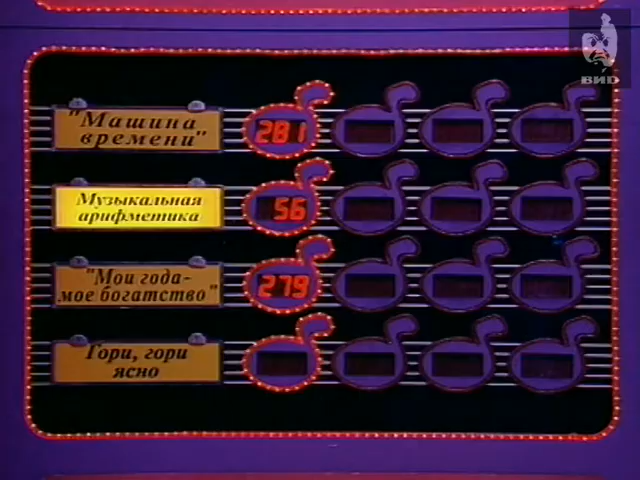 ВИD
"Машина
времени"
281
Музыкальная
арифметика
56
"Мои года-
мое богатство"
279
Гори, гори
ясно